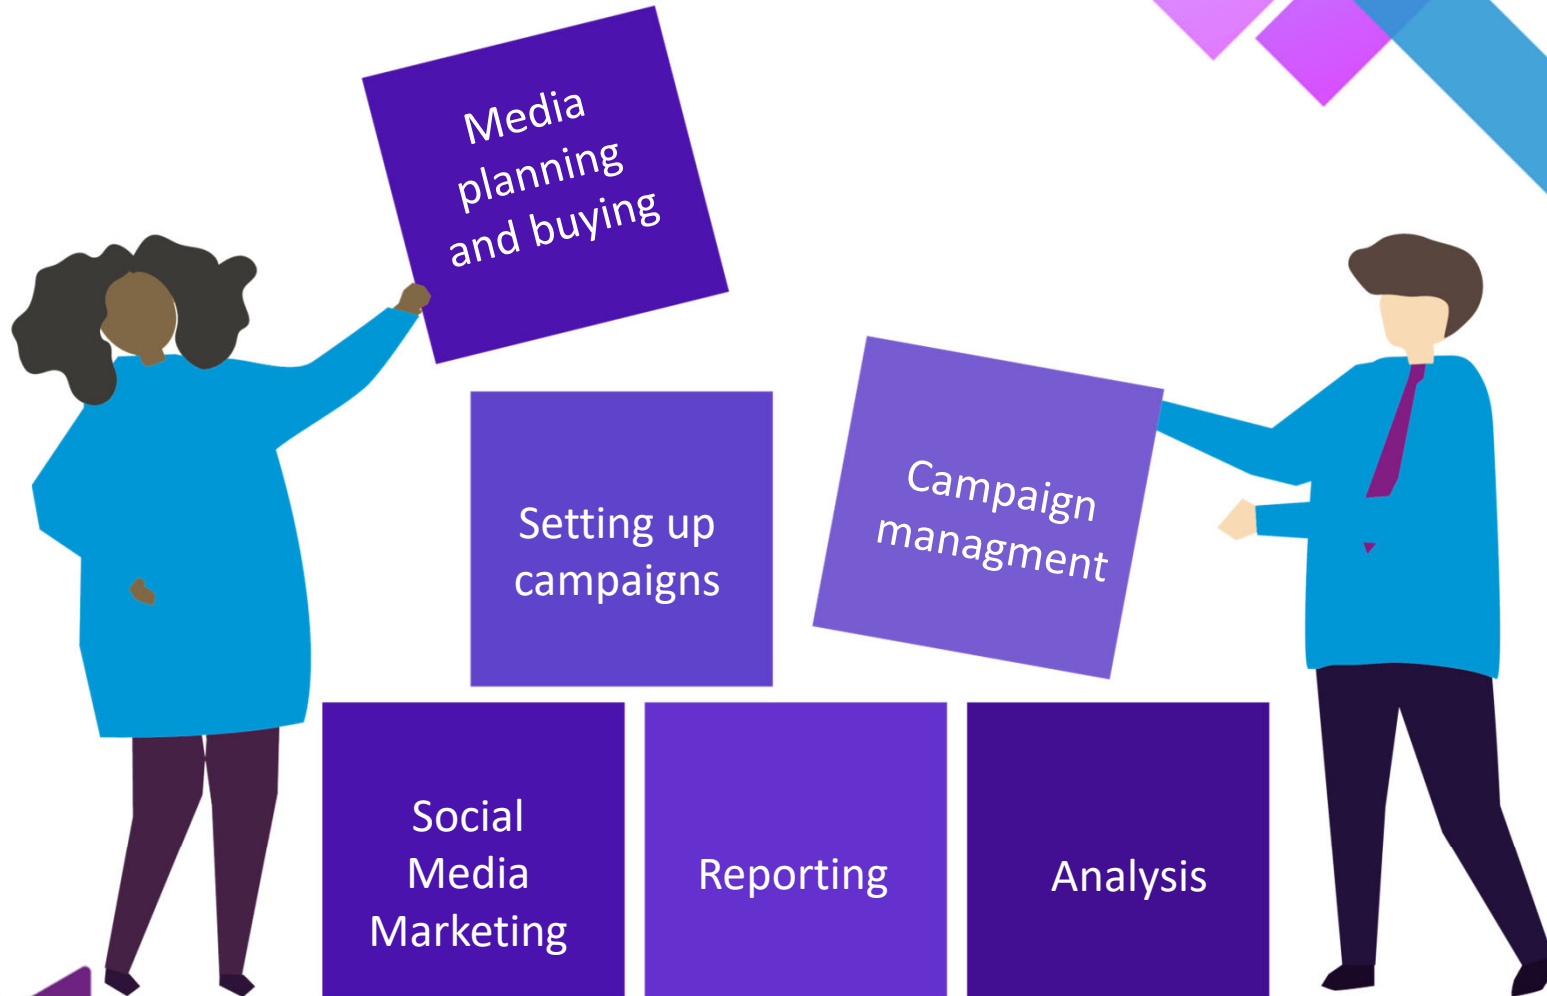 Media
planning
and buying
Setting up
campaigns
Campaign
managment
Social
Media
Marketing
Reporting
Analysis